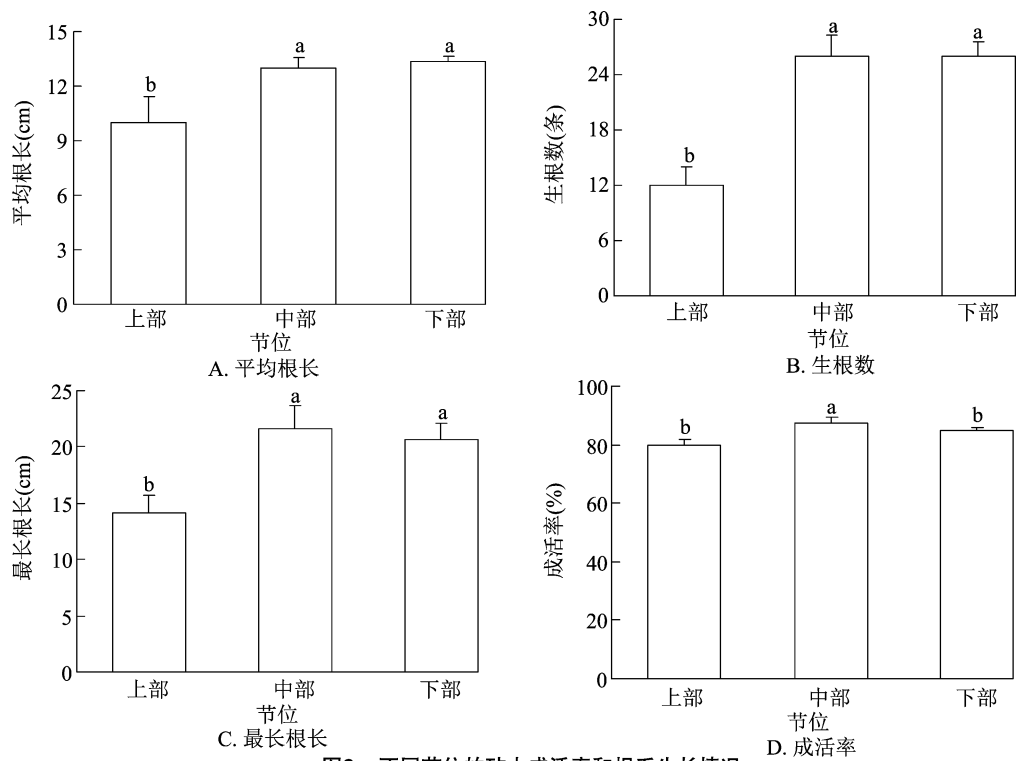 15
12
9
6
3
0
平均根长(cm)
b
a
a
上部
中部
下部
节位
A. 平均根长
30
24
18
12
6
0
生根数(条)
b
a
a
上部
中部
下部
节位
B. 生根数
25
20
15
10
5
0
最长根长(cm)
b
a
a
上部
中部
下部
节位
C. 最长根长
100
80
60
40
20
0
成活率(%)
b
a
b
上部
中部
下部
节位
D. 成活率